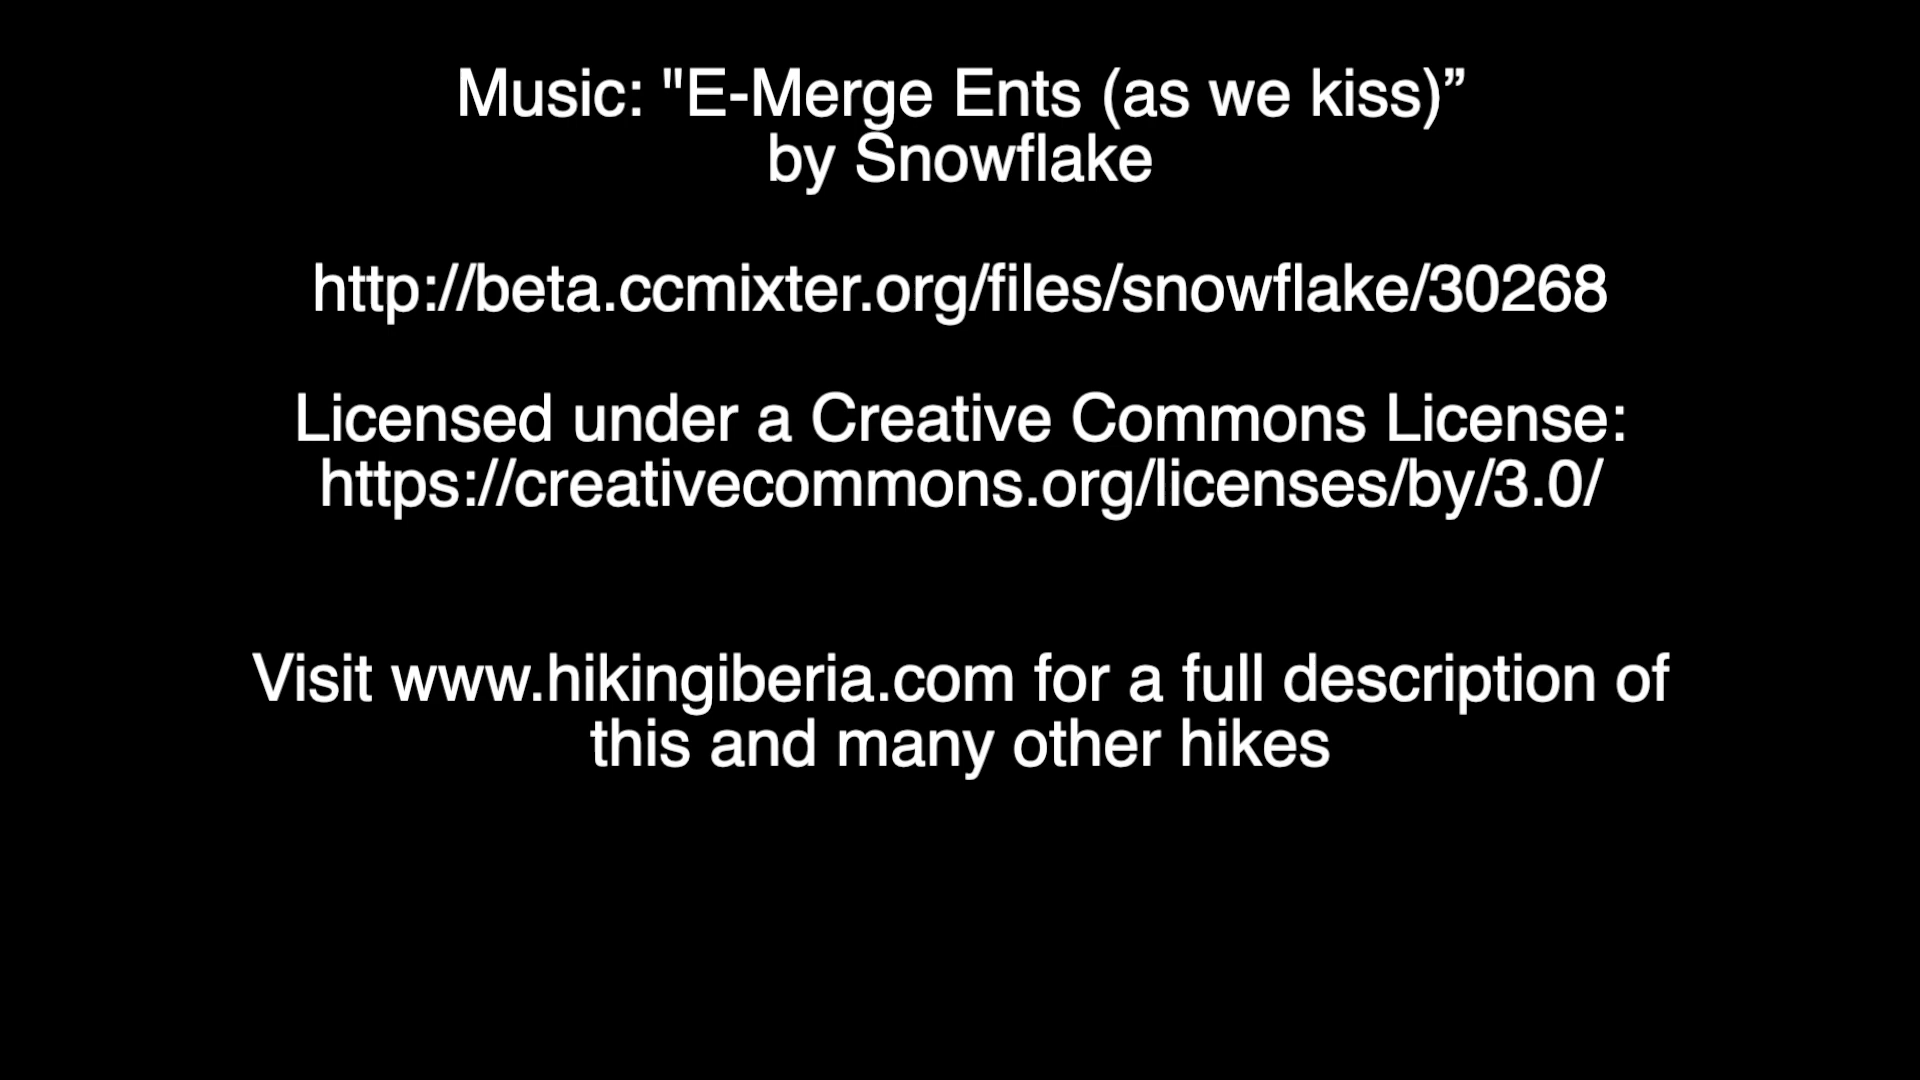 Music: "E-Merge Ents (as we kiss)”
by Snowflake
http://beta.ccmixter.org/files/snowflake/30268
Licensed under a Creative Commons License:
https://creativecommons.org/licenses/by/3.0/
Visit www.hikingiberia.com for a full description of
this and many other hikes